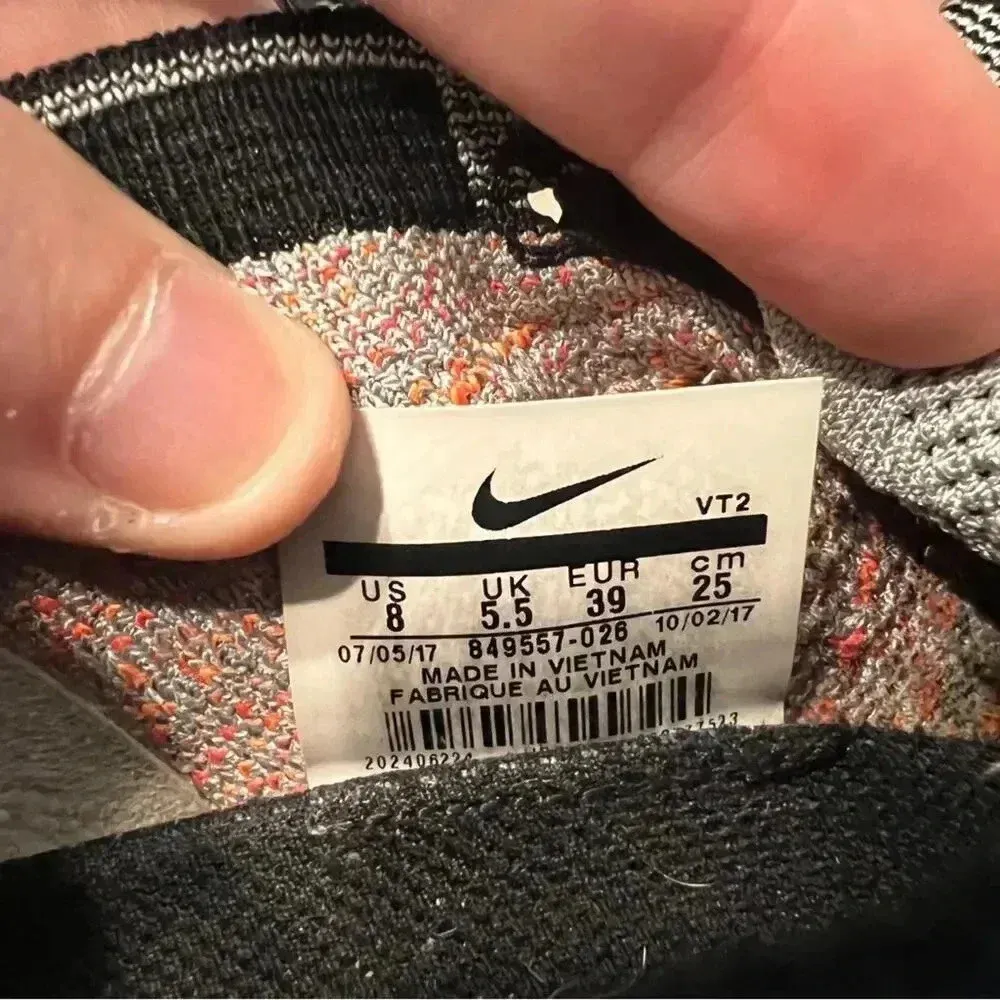 VT2
US UK EUR cm
8 5.5 39 25
07/05/17 849557-026 10/02/17
MADE IN VIETNAM
FABRIQUE AU VIETNAM